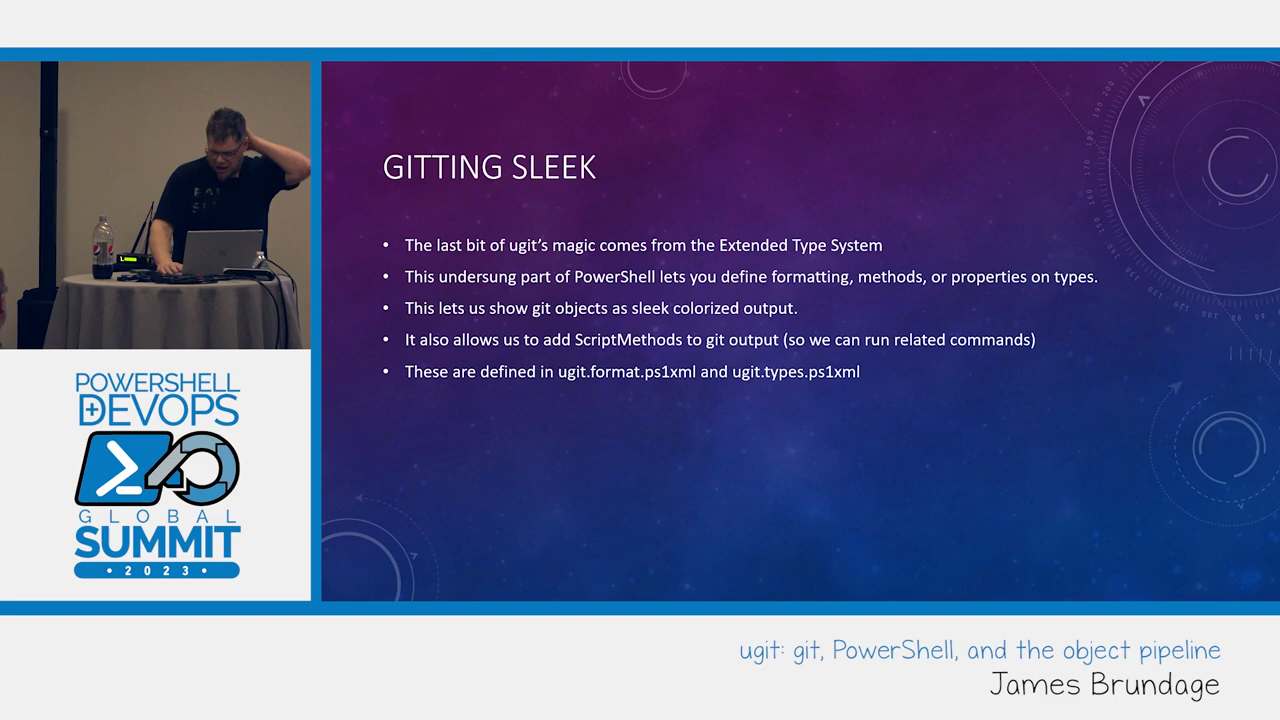 GITTING SLEEK
• The last bit of ugit’s magic comes from the Extended Type System
• This undersung part of PowerShell lets you define formatting, methods, or properties on types.
• This lets us show git objects as sleek colorized output.
• It also allows us to add ScriptMethods to git output (so we can run related commands)
• These are defined in ugit.format.ps1xml and ugit.types.ps1xml
POWERSHELL
+DEVOPS
GLOBAL
SUMMIT
• 2023 •
ugit: git, PowerShell, and the object pipeline
James Brundage